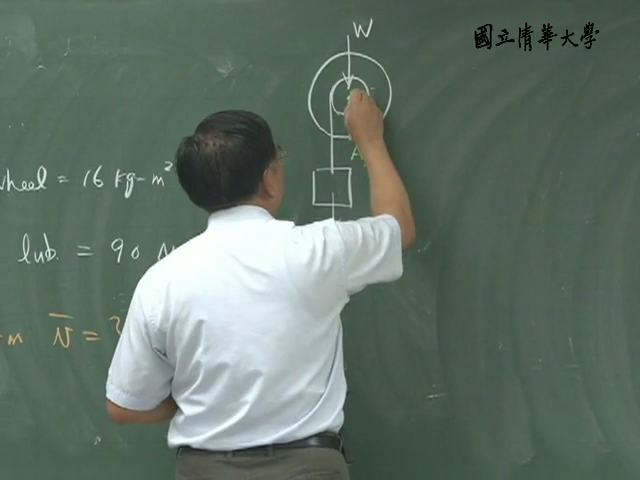 國立清華大學
W
A
wheel = 16 kg-m²
lub. = 90
-m v̄ = ?